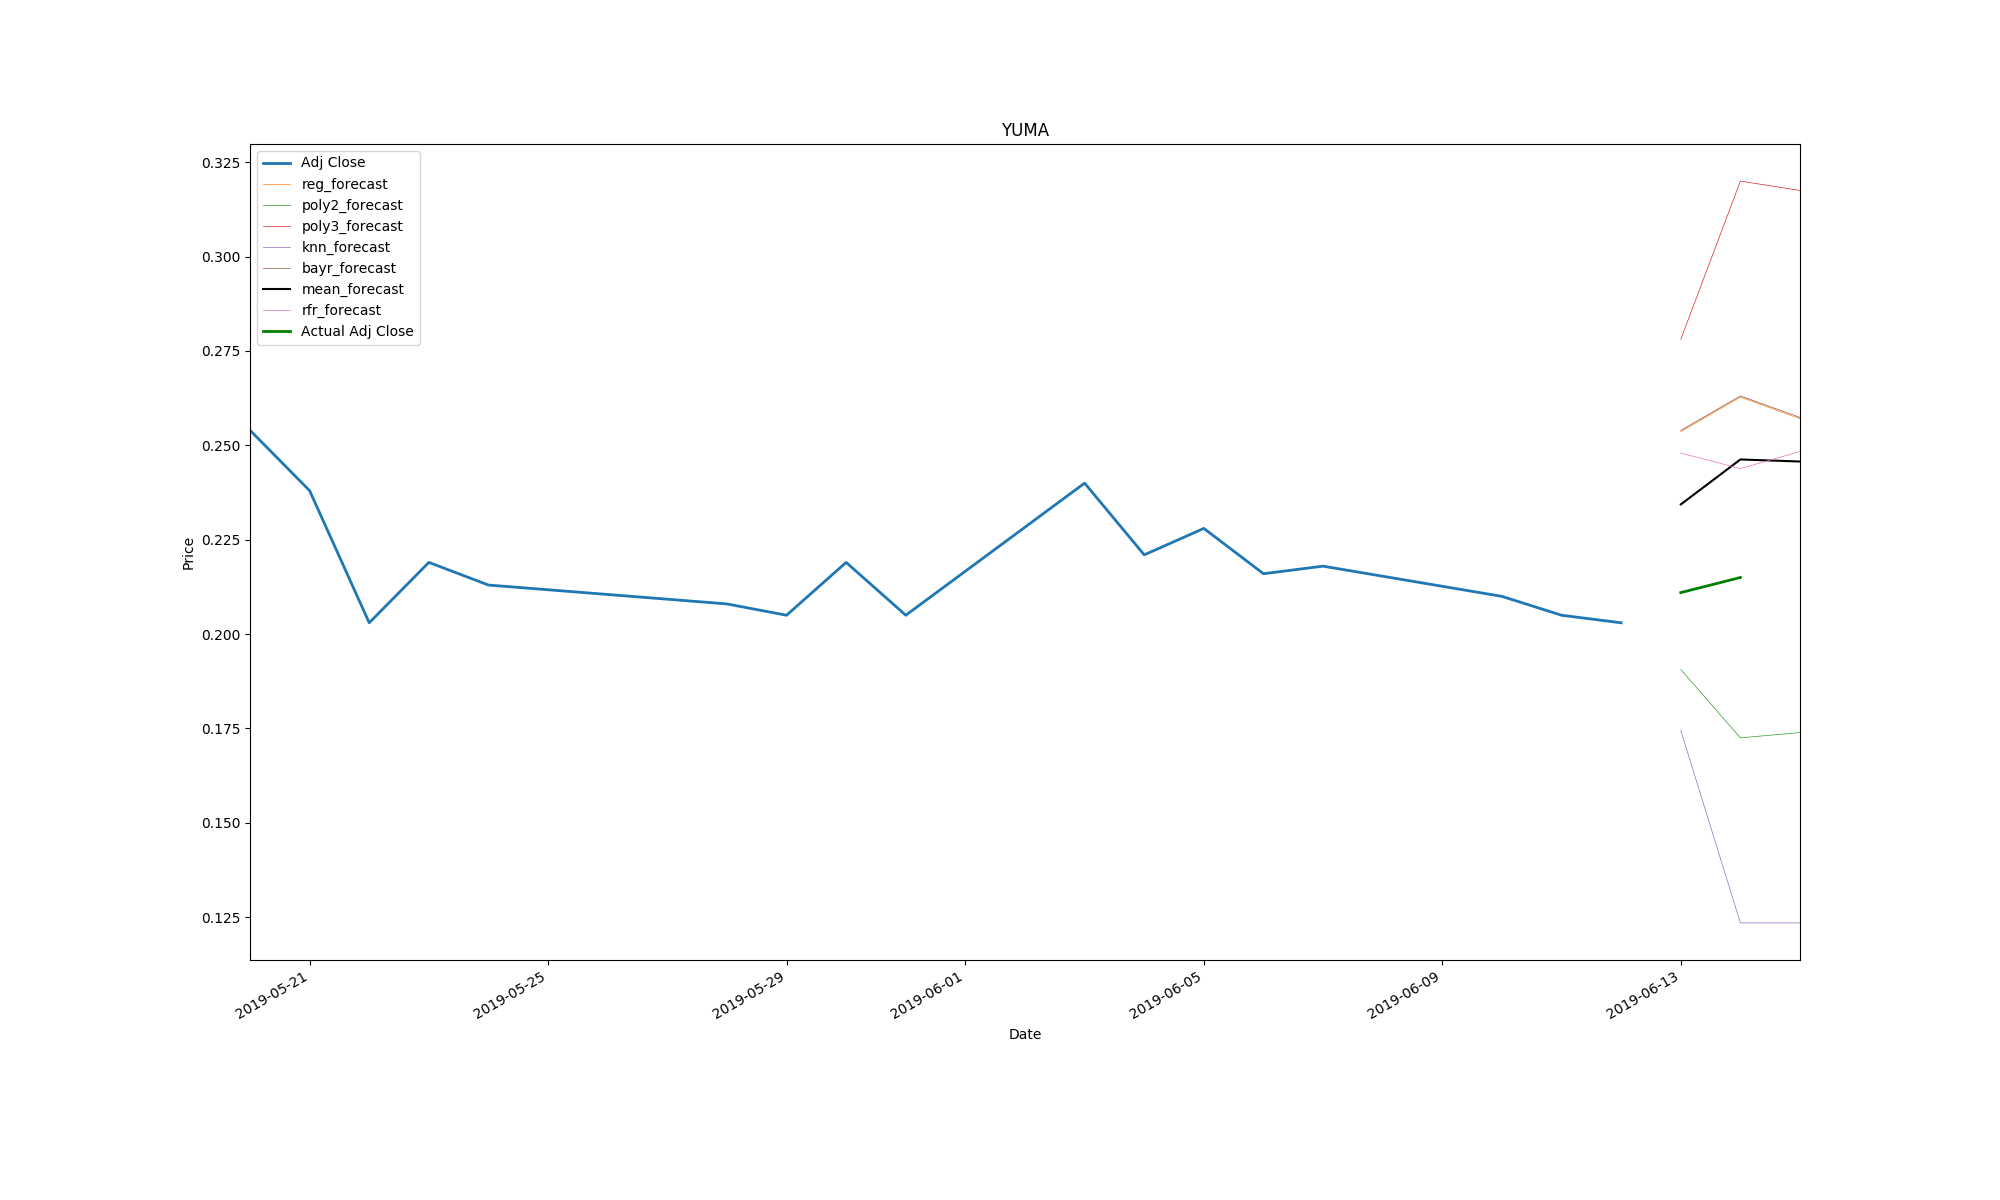 YUMA
Adj Close
reg_forecast
poly2_forecast
poly3_forecast
knn_forecast
bayr_forecast
mean_forecast
rfr_forecast
Actual Adj Close
0.325
0.300
0.275
0.250
0.225
0.200
0.175
0.150
0.125
Price
2019-05-21
2019-05-25
2019-05-29
2019-06-01
2019-06-05
2019-06-09
2019-06-13
Date